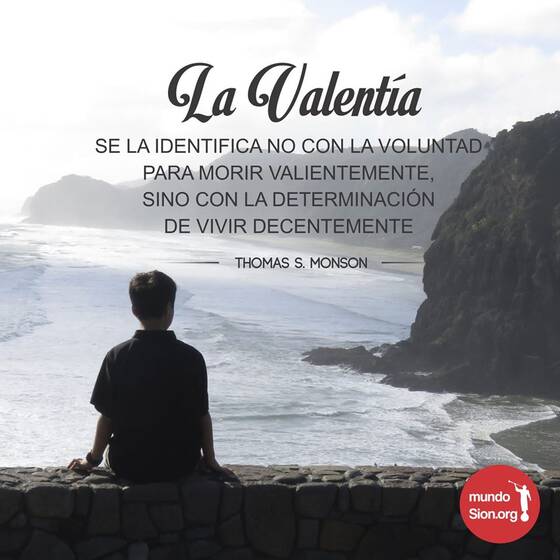 La Valentía
SE LA IDENTIFICA NO CON LA VOLUNTAD
PARA MORIR VALIENTEMENTE,
SINO CON LA DETERMINACIÓN
DE VIVIR DECENTEMENTE
THOMAS S. MONSON
mundo
Sion.org